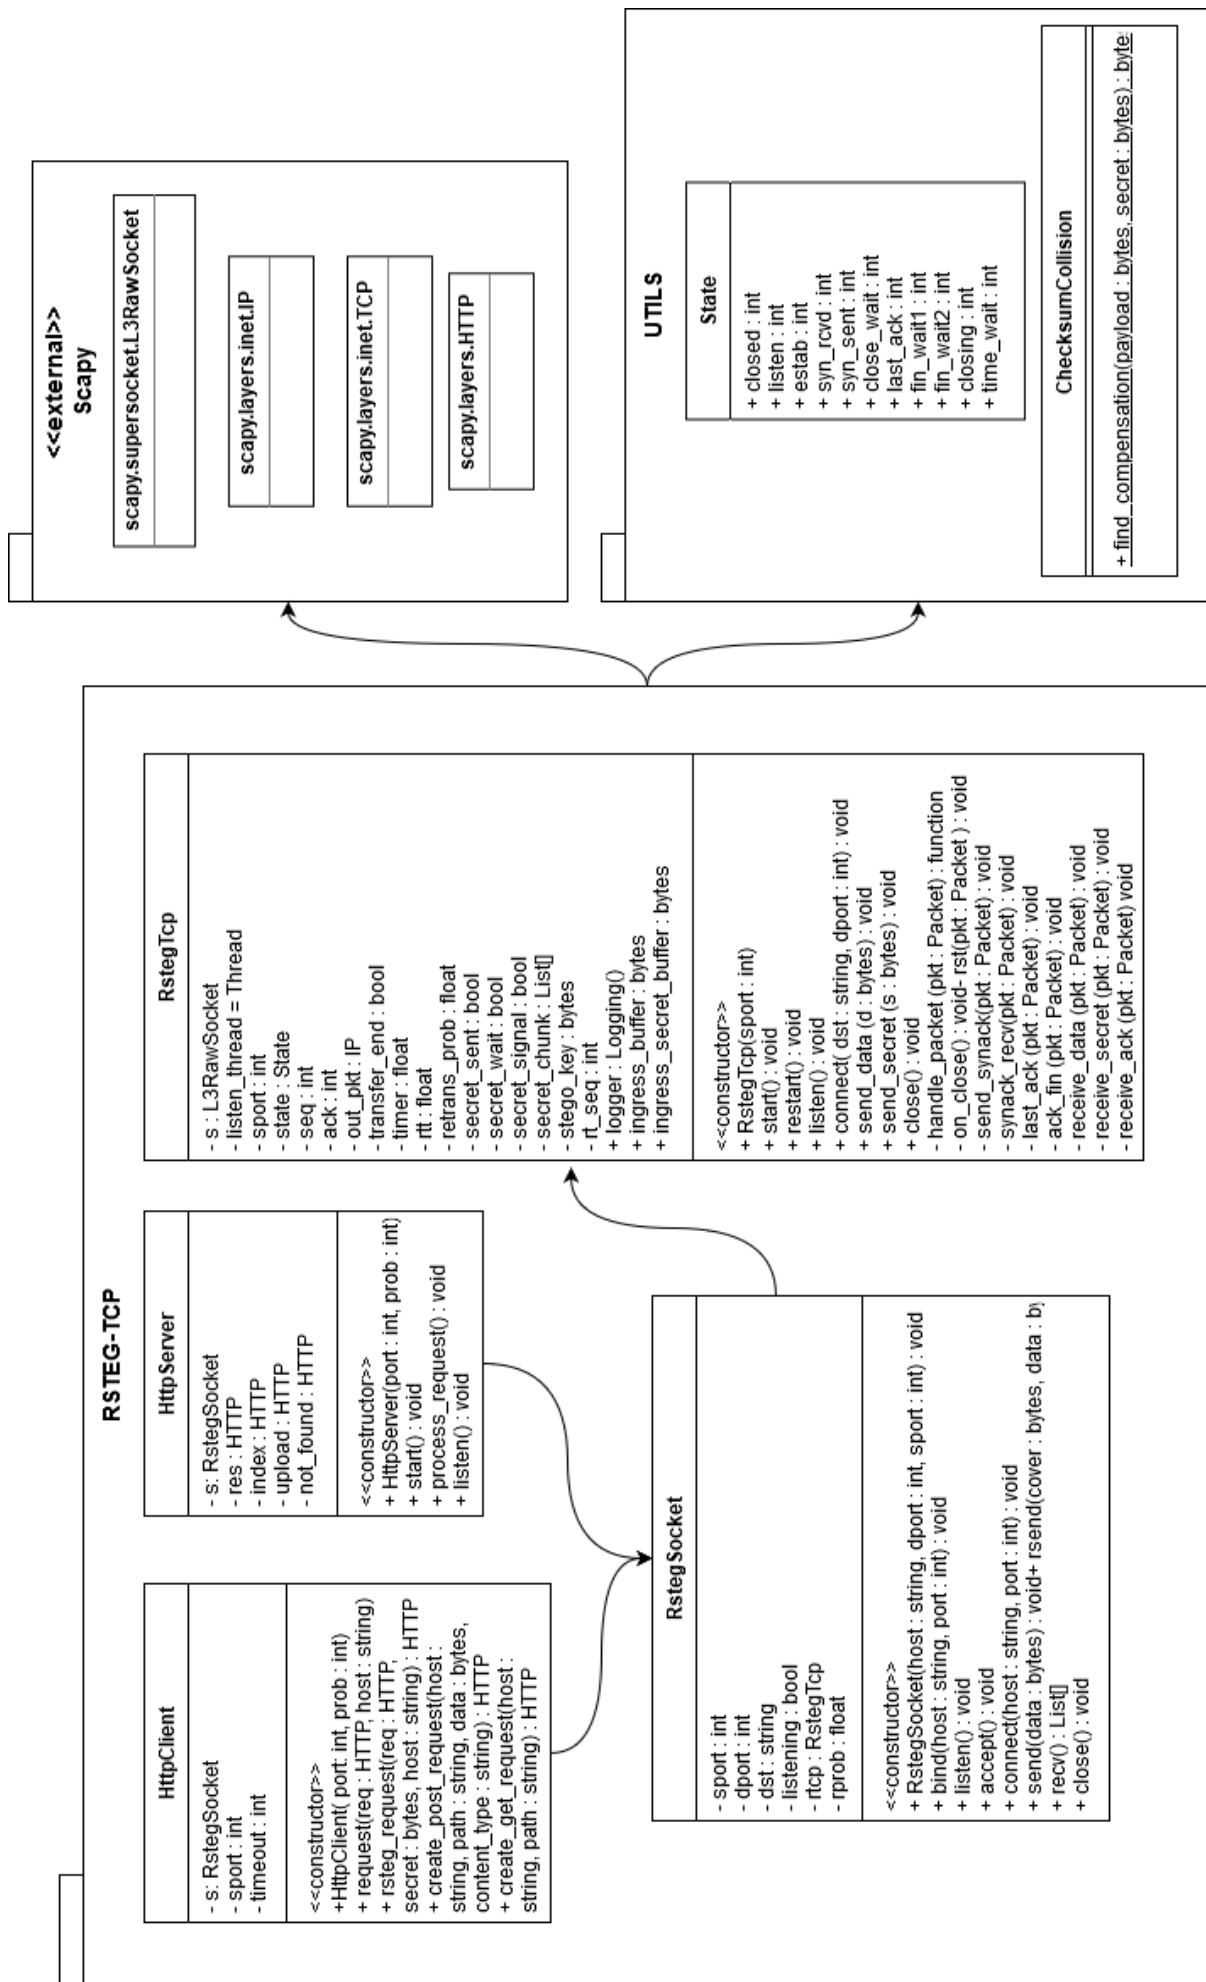 RSTEG-TCP
HttpClient
- s: RstegSocket
- sport : int
- timeout : int
<<constructor>>
+HttpClient( port: int, prob : int)
+ request(req : HTTP, host : string)
+ rsteg_request(req : HTTP,
secret : bytes, host : string) : HTTP
+ create_post_request(host :
string, path : string, data : bytes,
content_type : string) : HTTP
+ create_get_request(host :
string, path : string) : HTTP
HttpServer
- s: RstegSocket
- res : HTTP
- index : HTTP
- upload : HTTP
- not_found : HTTP
<<constructor>>
+ HttpServer(port : int, prob : int)
+ start() : void
+ process_request() : void
+ listen() : void
RstegTcp
- s : L3RawSocket
- listen_thread = Thread
- sport : int
- state : State
- seq : int
- ack : int
- out_pkt : IP
- transfer_end : bool
- timer : float
- rtt : float
- retrans_prob : float
- secret_sent : bool
- secret_wait : bool
- secret_signal : bool
- secret_chunk : List[]
- stego_key : bytes
- rt_seq : int
+ logger : Logging()
+ ingress_buffer : bytes
+ ingress_secret_buffer : bytes
<<constructor>>
+ RstegTcp(sport : int)
+ start() : void
+ restart() : void
+ listen() : void
+ connect( dst : string, dport : int) : void
+ send_data (d : bytes) : void
+ send_secret (s : bytes) : void
+ close() : void
- handle_packet (pkt : Packet) : function
- on_close() : void- rst(pkt : Packet ) : void
- send_synack(pkt : Packet) : void
- synack_recv(pkt : Packet) : void
- last_ack (pkt : Packet) : void
- ack_fin (pkt : Packet) : void
- receive_data (pkt : Packet) : void
- receive_secret (pkt : Packet) : void
- receive_ack (pkt : Packet) void
RstegSocket
- sport : int
- dport : int
- dst : string
- listening : bool
- rtcp : RstegTcp
- rprob : float
<<constructor>>
+ RstegSocket(host : string, dport : int, sport : int) : void
+ bind(host : string, port : int) : void
+ listen() : void
+ accept() : void
+ connect(host : string, port : int) : void
+ send(data : bytes) : void+ rsend(cover : bytes, data : by
+ recv() : List[]
+ close() : void
<<external>>
Scapy
scapy.supersocket.L3RawSocket
scapy.layers.inet.IP
scapy.layers.inet.TCP
scapy.layers.HTTP
UTILS
State
+ closed : int
+ listen : int
+ estab : int
+ syn_rcvd : int
+ syn_sent : int
+ close_wait : int
+ last_ack : int
+ fin_wait1 : int
+ fin_wait2 : int
+ closing : int
+ time_wait : int
ChecksumCollision
+ find_compensation(payload : bytes, secret : bytes) : byte